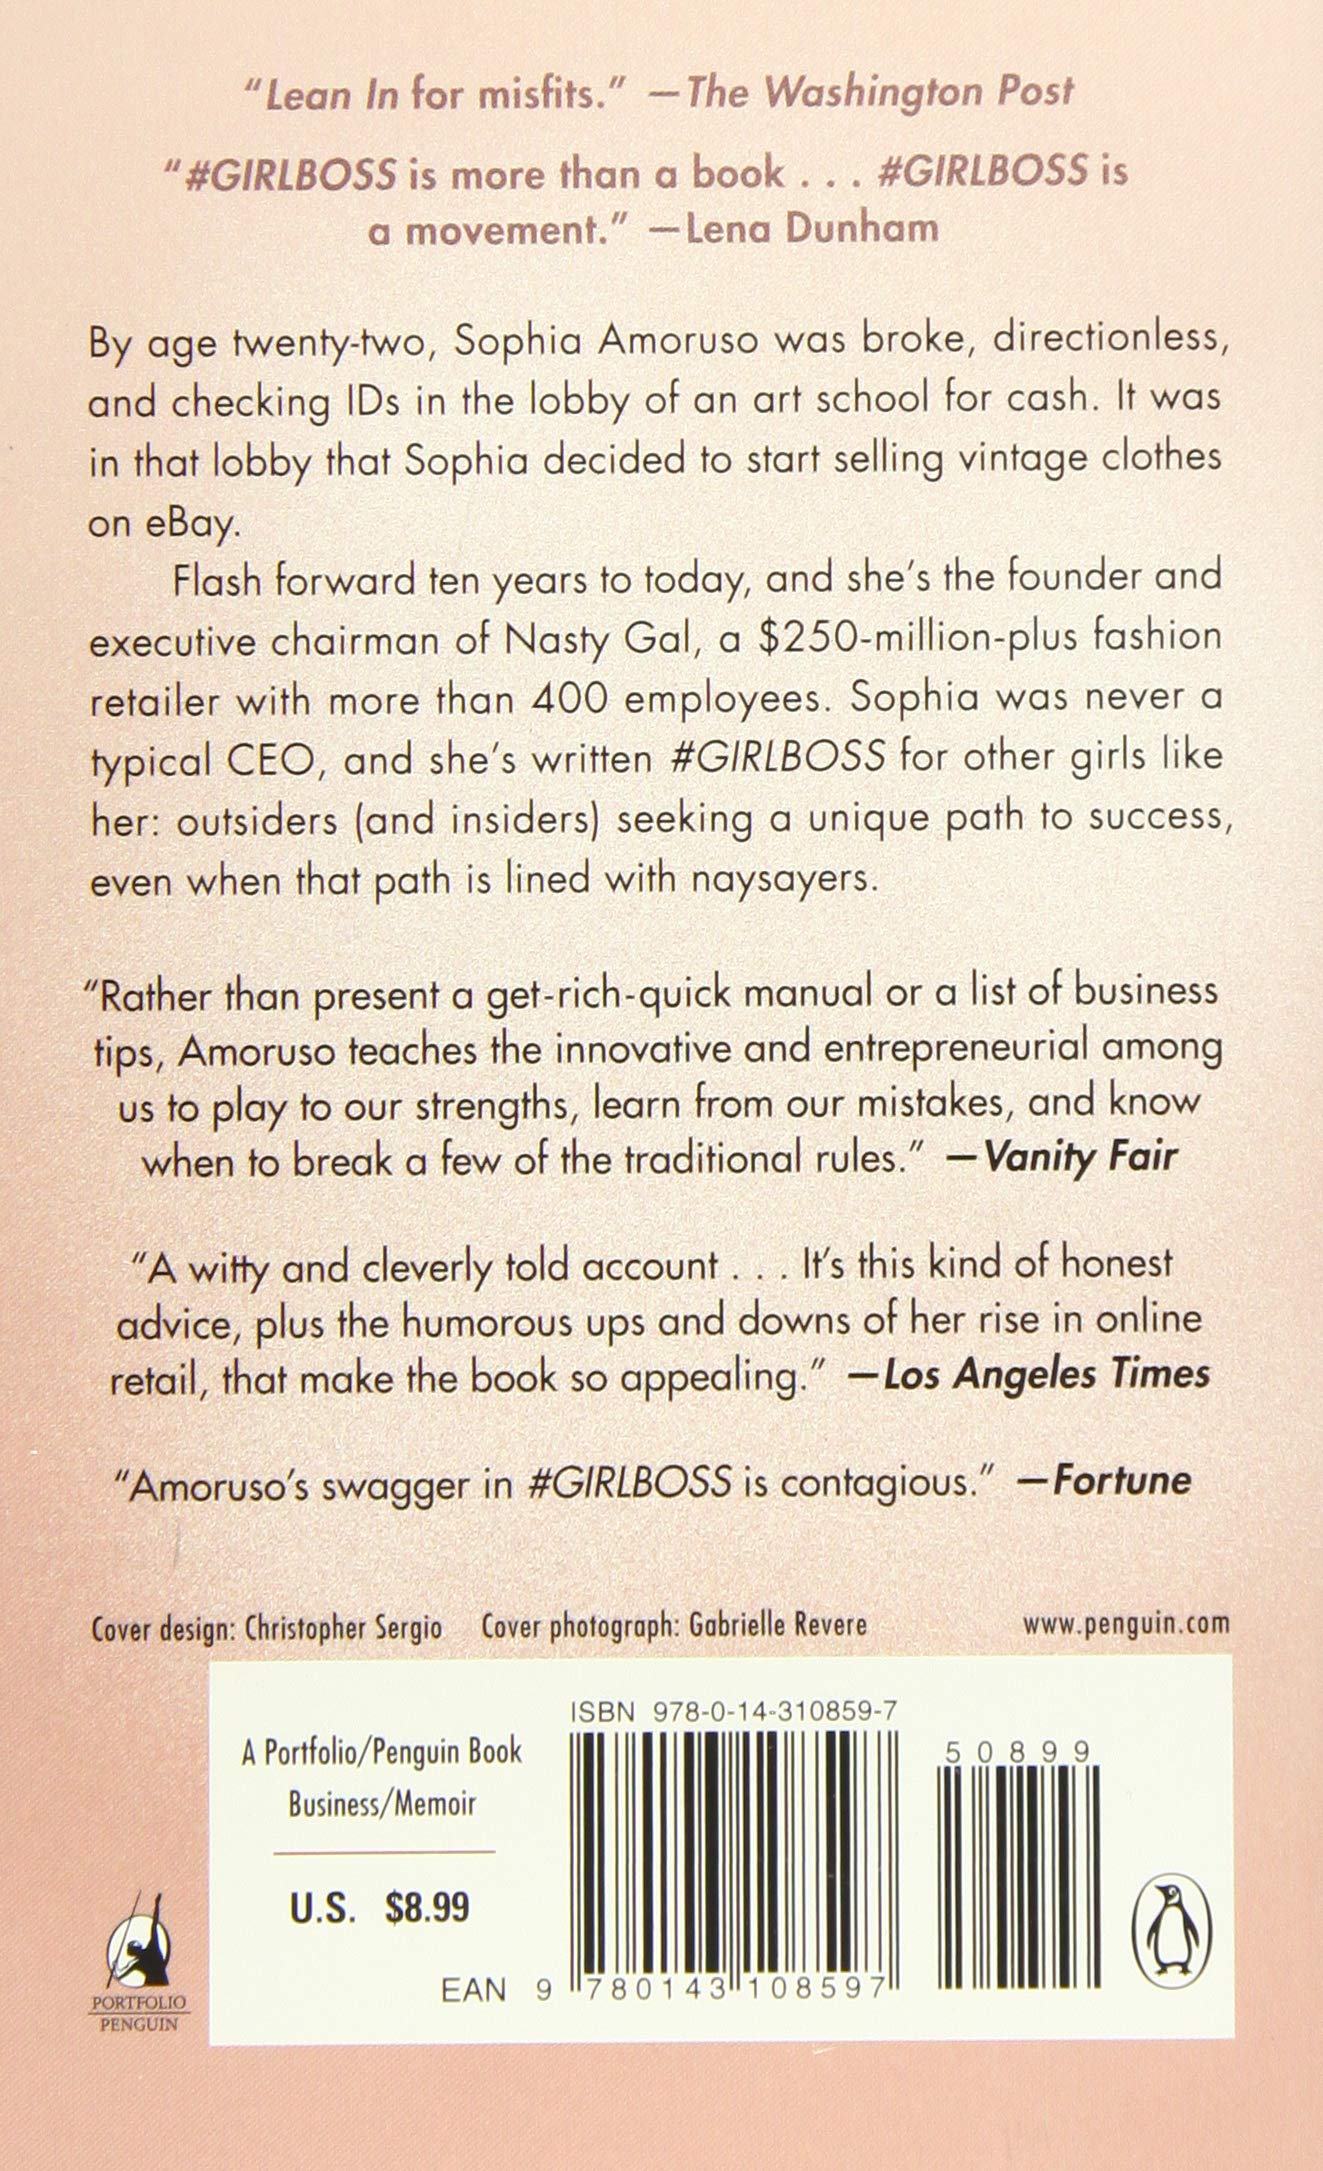 “Lean In for misfits.” —The Washington Post
“#GIRLBOSS is more than a book . . . #GIRLBOSS is
a movement.” —Lena Dunham
By age twenty-two, Sophia Amoruso was broke, directionless,
and checking IDs in the lobby of an art school for cash. It was
in that lobby that Sophia decided to start selling vintage clothes
on eBay.
Flash forward ten years to today, and she’s the founder and
executive chairman of Nasty Gal, a $250-million-plus fashion
retailer with more than 400 employees. Sophia was never a
typical CEO, and she’s written #GIRLBOSS for other girls like
her: outsiders (and insiders) seeking a unique path to success,
even when that path is lined with naysayers.
“Rather than present a get-rich-quick manual or a list of business
tips, Amoruso teaches the innovative and entrepreneurial among
us to play to our strengths, learn from our mistakes, and know
when to break a few of the traditional rules.” —Vanity Fair
“A witty and cleverly told account . . . It’s this kind of honest
advice, plus the humorous ups and downs of her rise in online
retail, that make the book so appealing.” —Los Angeles Times
“Amoruso’s swagger in #GIRLBOSS is contagious.” —Fortune
Cover design: Christopher Sergio Cover photograph: Gabrielle Revere www.penguin.com
ISBN 978-0-14-310859-7
A Portfolio/Penguin Book
Business/Memoir
U.S. $8.99
50899
EAN 9 780143 108597
PORTFOLIO
PENGUIN